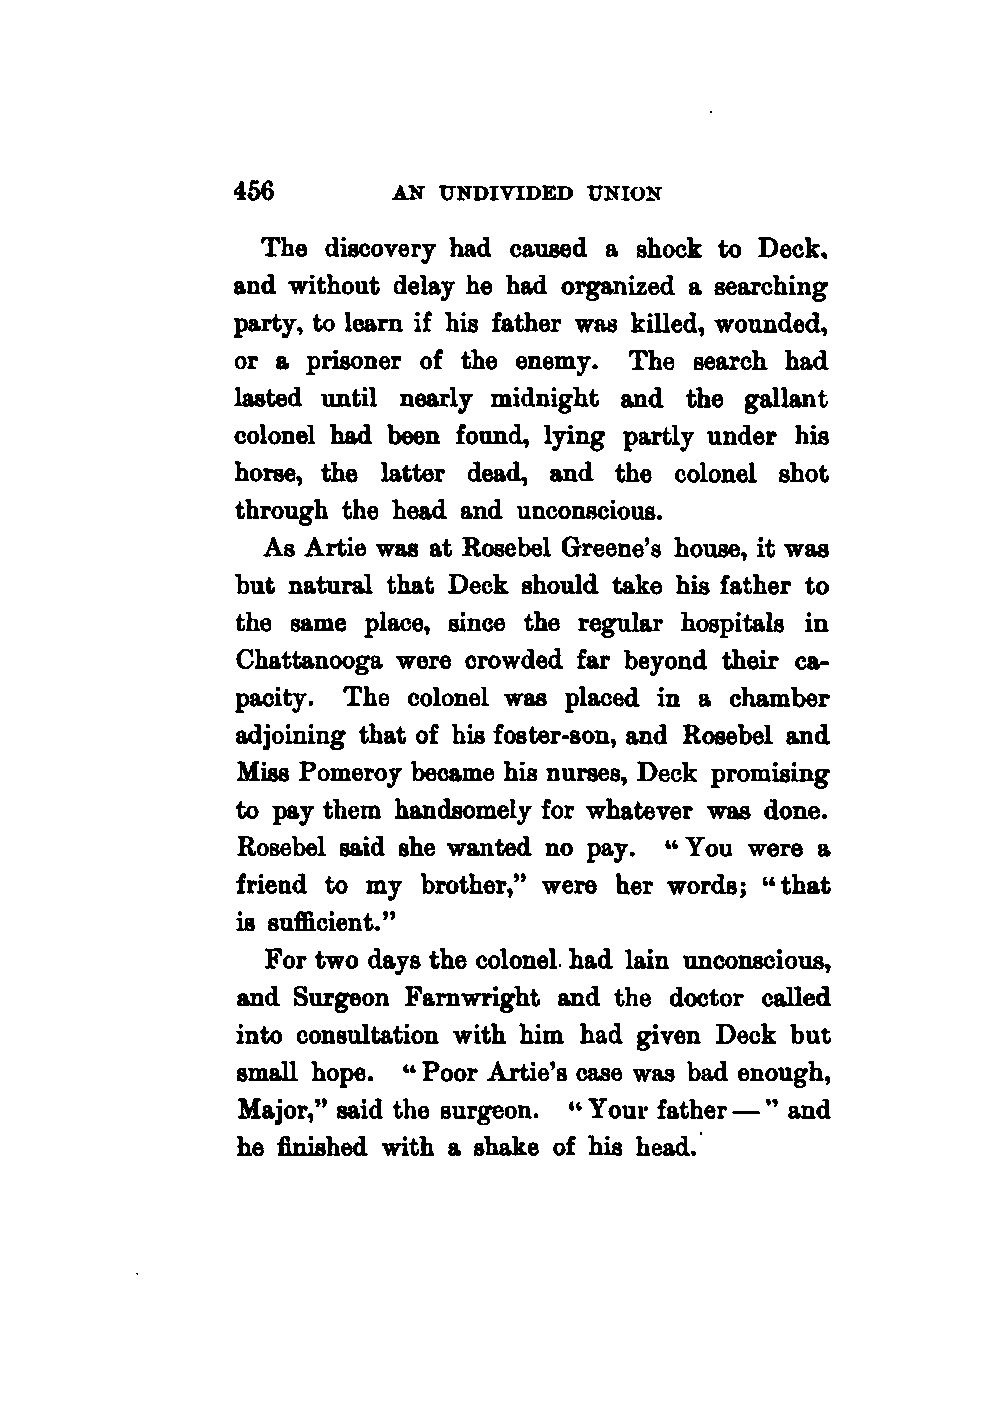 456 AN UNDIVIDED UNION
The discovery had caused a shock to Deck,
and without delay he had organized a searching
party, to learn if his father was killed, wounded,
or a prisoner of the enemy. The search had
lasted until nearly midnight and the gallant
colonel had been found, lying partly under his
horse, the latter dead, and the colonel shot
through the head and unconscious.
As Artie was at Rosebel Greene's house, it was
but natural that Deck should take his father to
the same place, since the regular hospitals in
Chattanooga were crowded far beyond their ca-
pacity. The colonel was placed in a chamber
adjoining that of his foster-son, and Rosebel and
Miss Pomeroy became his nurses, Deck promising
to pay them handsomely for whatever was done.
Rosebel said she wanted no pay. "You were a
friend to my brother," were her words; "that
is sufficient."
For two days the colonel had lain unconscious,
and Surgeon Farnwright and the doctor called
into consultation with him had given Deck but
small hope. "Poor Artie's case was bad enough,
Major," said the surgeon. "Your father—" and
he finished with a shake of his head.